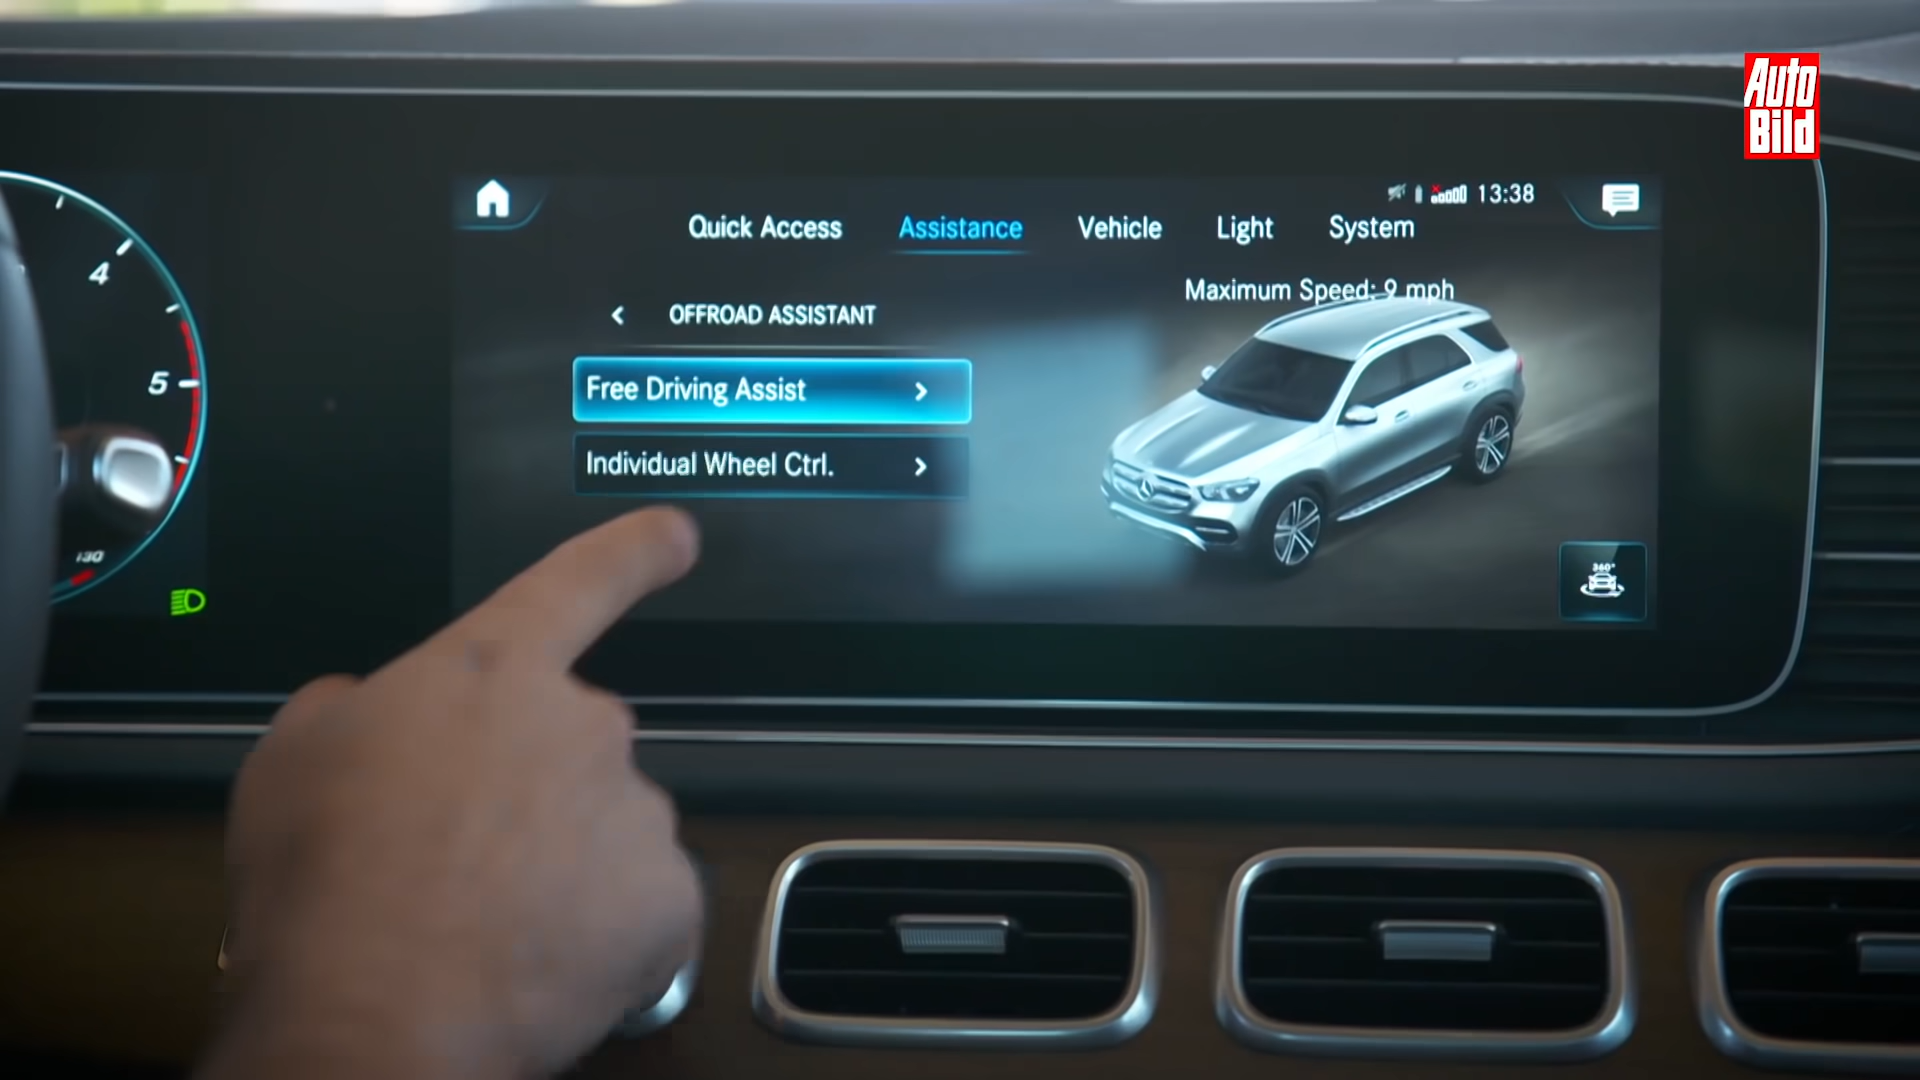 Auto
Bild
13:38
Quick Access Assistance Vehicle Light System
Maximum Speed: 9 mph
OFFROAD ASSISTANT
Free Driving Assist
Individual Wheel Ctrl.
4
5
130
360°